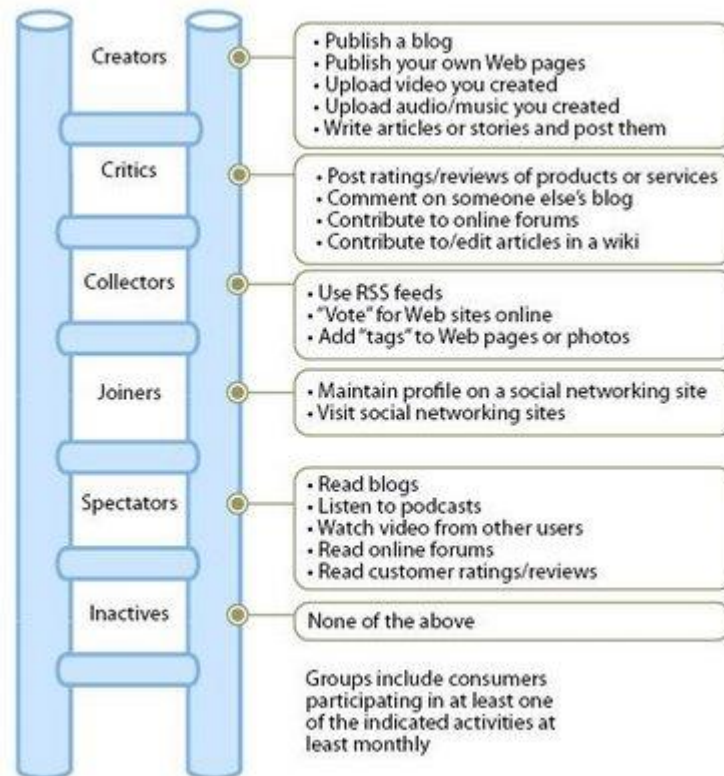 Creators
• Publish a blog
• Publish your own Web pages
• Upload video you created
• Upload audio/music you created
• Write articles or stories and post them
Critics
• Post ratings/reviews of products or services
• Comment on someone else's blog
• Contribute to online forums
• Contribute to/edit articles in a wiki
Collectors
• Use RSS feeds
• "Vote" for Web sites online
• Add "tags" to Web pages or photos
Joiners
• Maintain profile on a social networking site
• Visit social networking sites
Spectators
• Read blogs
• Listen to podcasts
• Watch video from other users
• Read online forums
• Read customer ratings/reviews
Inactives
None of the above
Groups include consumers
participating in at least one
of the indicated activities at
least monthly